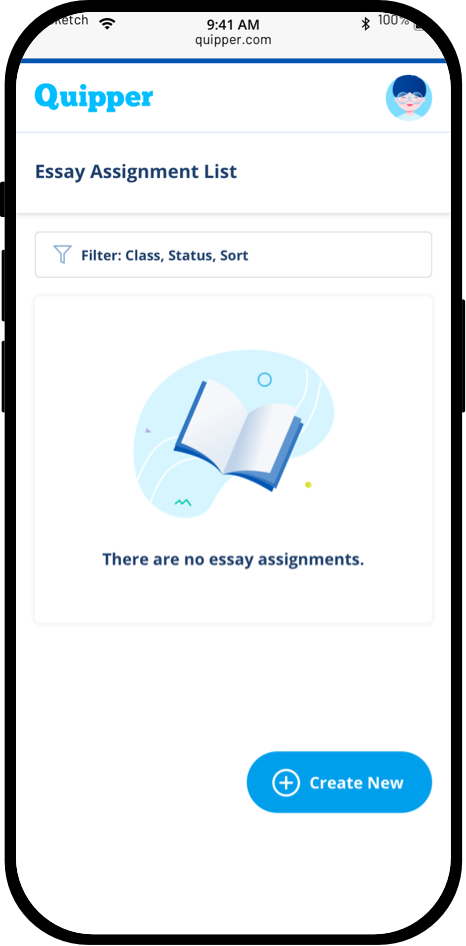 9:41 AM
100%
quipper.com
Quipper
Essay Assignment List
Filter: Class, Status, Sort
There are no essay assignments.
Create New